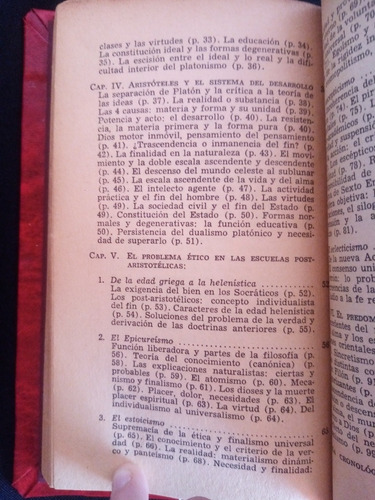 clases y las virtudes (p. 33). La educación (p. 34).
La constitución ideal y las formas degenerativas (p.
35). La escisión entre el ideal y lo real y la di-
ficultad interior del platonismo (p. 36).
CAP. IV. ARISTÓTELES Y EL SISTEMA DEL DESARROLLO
La separación de Platón y la crítica a la teoría de
las ideas (p. 37). La realidad o substancia (p. 38).
Las 4 causas: materia y forma y su unidad (p. 39).
Potencia y acto: el desarrollo (p. 40). La resisten-
cia, la materia primera y la forma pura (p. 40).
Dios motor inmóvil, pensamiento del pensamiento
(p. 41). ¿Trascendencia o inmanencia del fin? (p.
42). La finalidad en la naturaleza (p. 43). El movi-
miento y la doble escala ascendente y descendente
(p. 44). El descenso del mundo celeste al sublunar
(p. 45). La escala ascendente de la vida y del alma
(p. 46). El intelecto agente (p. 47). La actividad
práctica y el fin del hombre (p. 48). Las virtudes
(p. 49). La sociedad civil y el fin del Estado (p.
49). Constitución del Estado (p. 50). Formas nor-
males y degenerativas: la evolución histórica (p.
50). Persistencia del dualismo platónico y necesi-
dad de superarlo (p. 51).
CAP. V. EL PROBLEMA ÉTICO EN LAS ESCUELAS POST-
ARISTOTÉLICAS:
1. De la edad griega a la helenística
La exigencia del bien en los Socráticos (p. 52).
Los post-aristotélicos: concepto individualista
del fin (p. 53). Caracteres de la edad helenística
(p. 54). Soluciones del problema de la verdad y
derivación de las doctrinas anteriores (p. 55).
2. El Epicureísmo
Función liberadora y partes de la filosofía (p.
56). Teoría del conocimiento (canónica) (p.
58). Las explicaciones naturales: ciertas y
probables (p. 59). El atomismo (p. 60). Meca-
nismo y finalismo (p. 61). Los dioses y la muerte
(p. 62). Placer, dolor, necesidades (p. 63). El
placer espiritual (p. 63). La virtud (p. 64). Del
individualismo al universalismo (p. 64).
3. El estoicismo
Supremacía de la ética y finalismo universal
(p. 65). El conocimiento y el criterio de la ver-
dad (p. 66). La realidad; materialismo dinámi-
co y panteísmo (p. 68). Necesidad y finalidad: